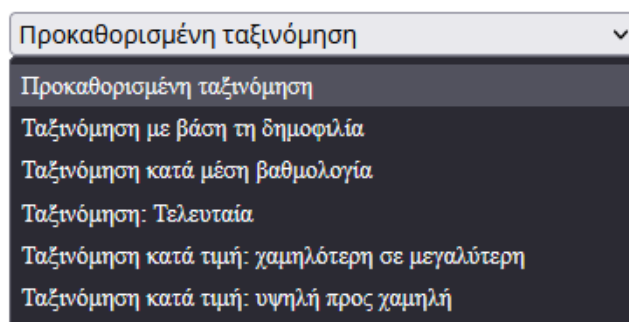 Προκαθορισμένη ταξινόμηση
Προκαθορισμένη ταξινόμηση
Ταξινόμηση με βάση τη δημοφιλία
Ταξινόμηση κατά μέση βαθμολογία
Ταξινόμηση: Τελευταία
Ταξινόμηση κατά τιμή: χαμηλότερη σε μεγαλύτερη
Ταξινόμηση κατά τιμή: υψηλή προς χαμηλή